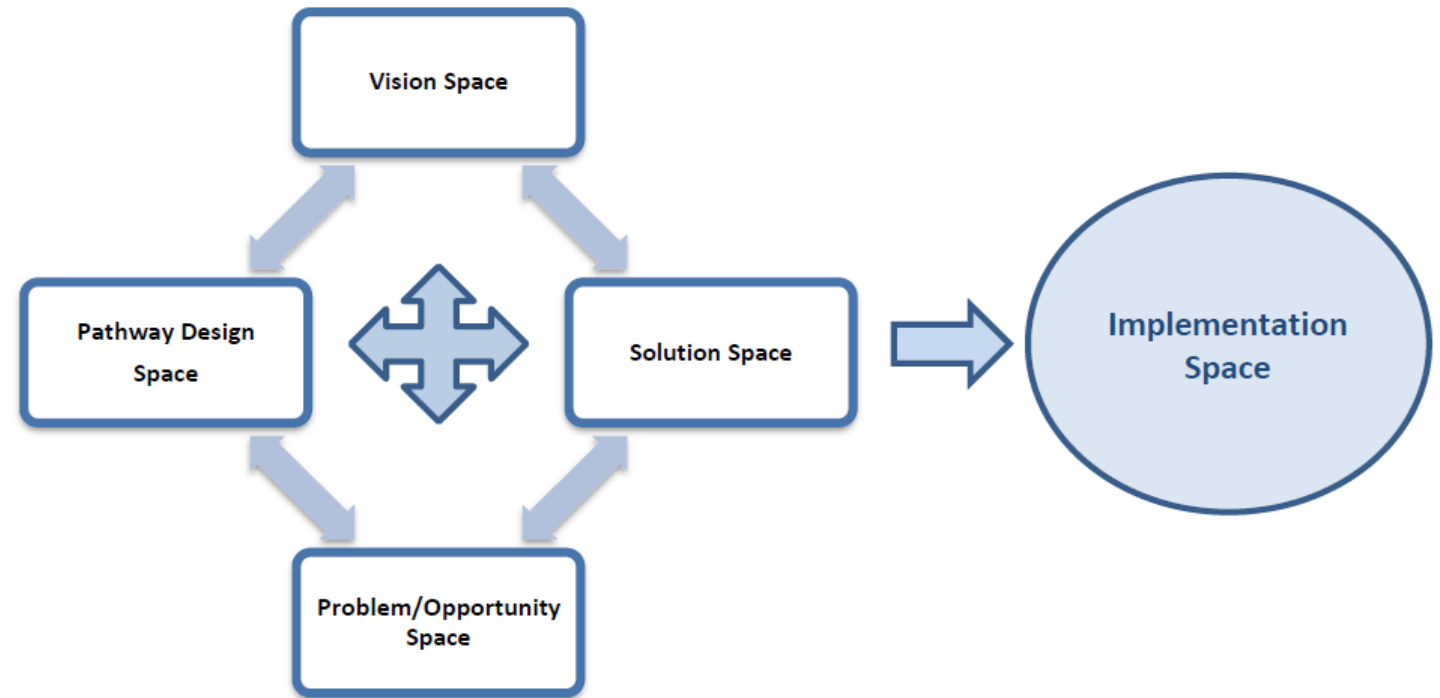 Vision Space
Pathway Design
Space
Solution Space
Implementation
Space
Problem/Opportunity
Space